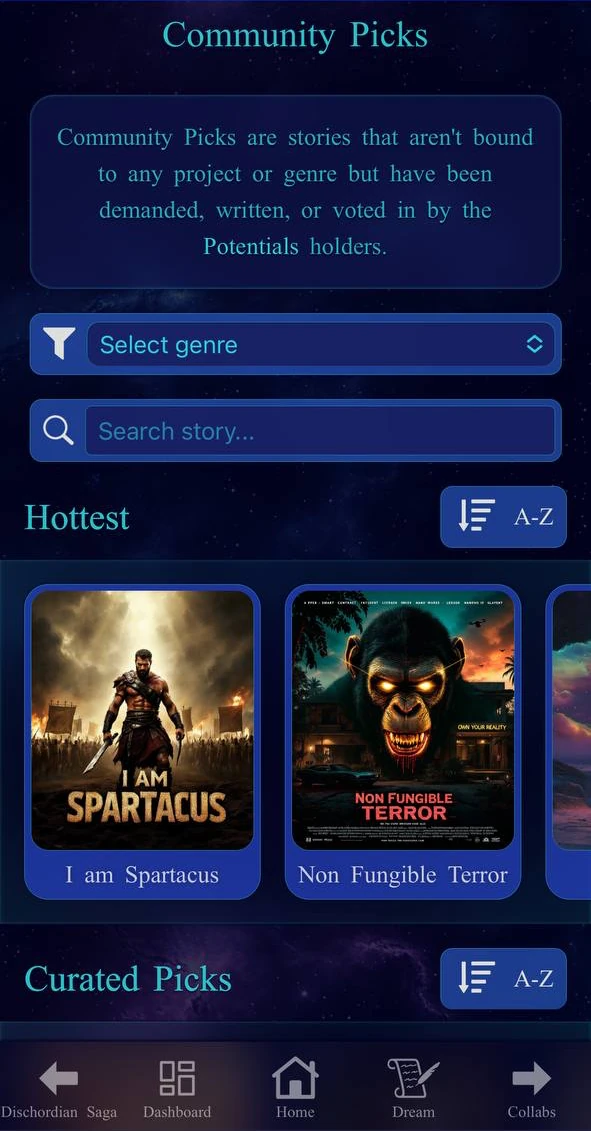 Community Picks
Community Picks are stories that aren't bound
to any project or genre but have been
demanded, written, or voted in by the
Potentials holders.
Select genre
Search story...
Hottest
A-Z
I AM
SPARTACUS
I am Spartacus
OWN YOUR REALITY
NON FUNGIBLE
TERROR
Non Fungible Terror
Curated Picks
A-Z
Dischordian Saga
Dashboard
Home
Dream
Collabs